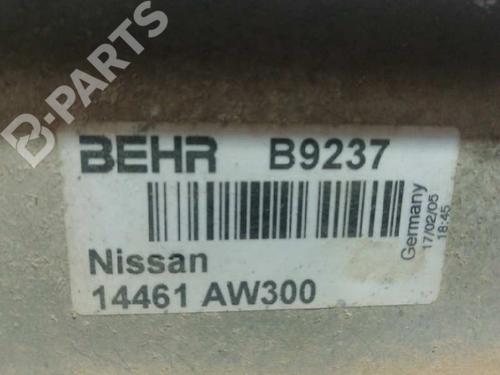 B-PARTS
BEHR B9237
Germany
17/02/05
18:45
Nissan
14461 AW300